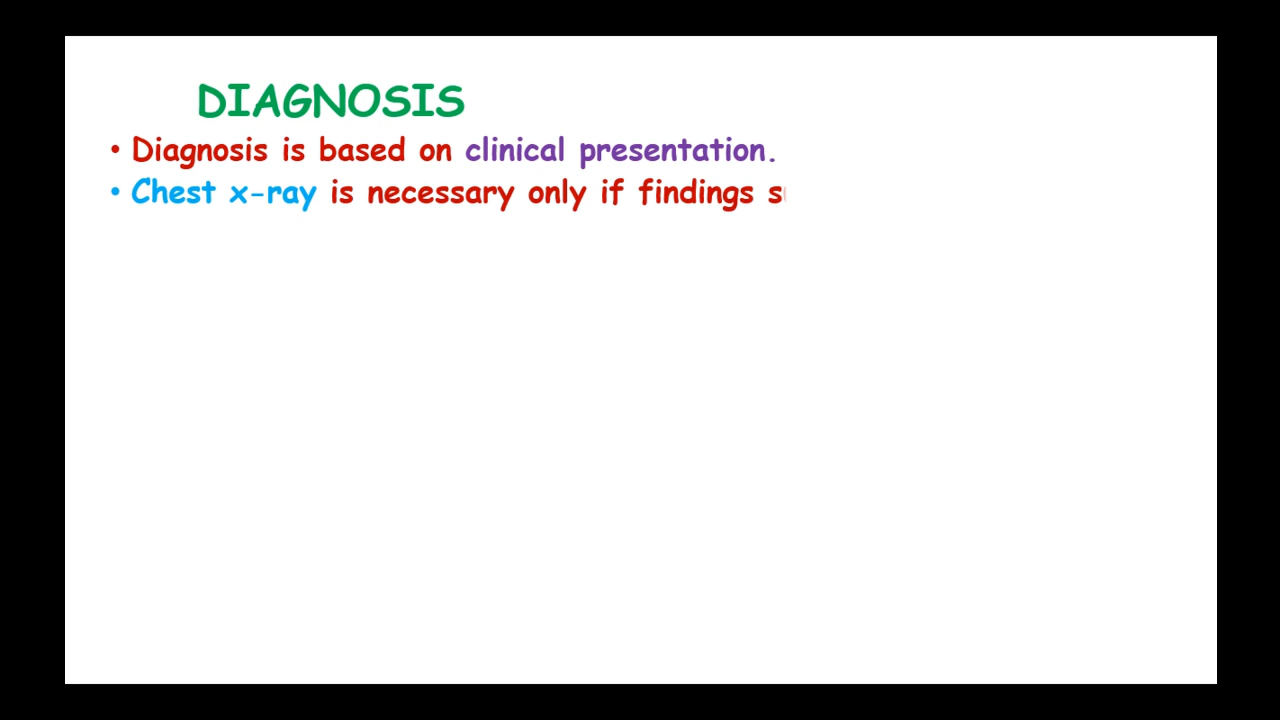 DIAGNOSIS
• Diagnosis is based on clinical presentation.
• Chest x-ray is necessary only if findings